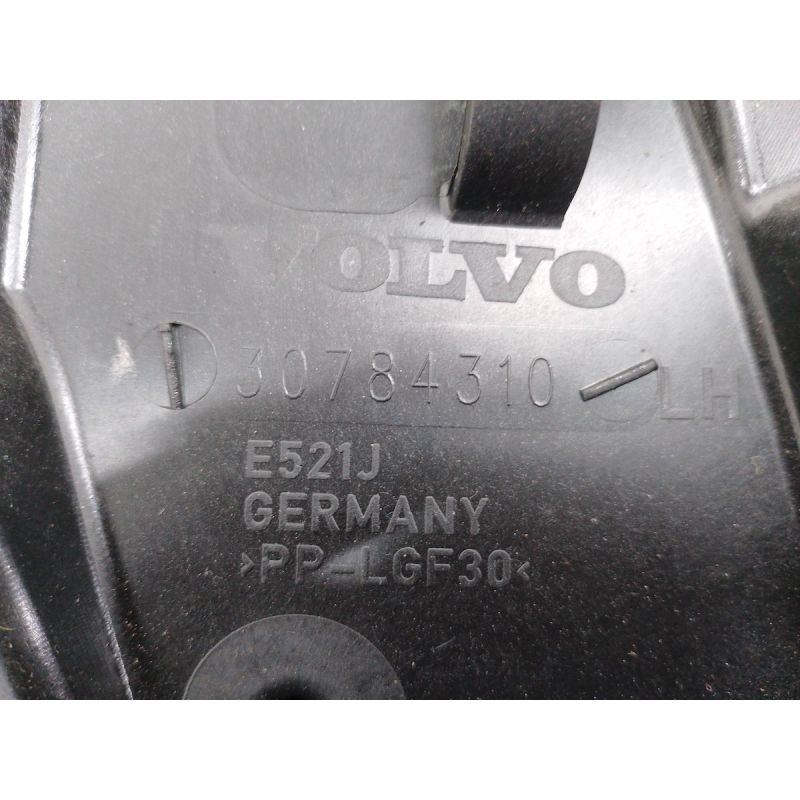 VOLVO
30784310 LH
E521J
GERMANY
>PP-LGF30<